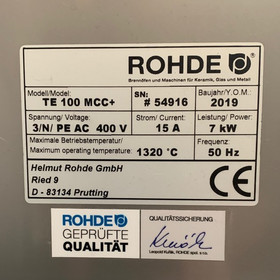 ROHDE
Brennöfen und Maschinen für Keramik, Glas und Metall
Modell/Model: SN: Baujahr/Y.O.M.:
TE 100 MCC+ # 54916 2019
Spannung/ Voltage: Strom/ Current: Leistung/ Power:
3/N/ PE AC 400 V 15 A 7 kW
Maximale Betriebstemperatur/ Frequenz:
Maximum operating temperature: 1320 °C 50 Hz
Helmut Rohde GmbH
Ried 9
D - 83134 Prutting
CE
ROHDE
GEPRÜFTE
QUALITÄT
QUALITÄTSSICHERUNG